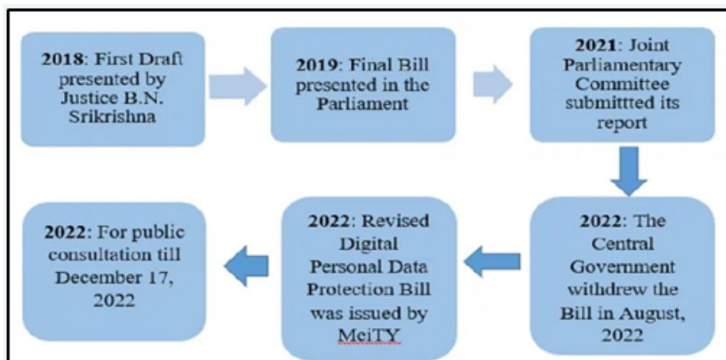 2018: First Draft
presented by
Justice B.N.
Srikrishna
2019: Final Bill
presented in the
Parliament
2021: Joint
Parliamentary
Committee
submittted its
report
2022: The
Central
Government
withdrew the
Bill in August,
2022
2022: Revised
Digital
Personal Data
Protection Bill
was issued by
MeiTY
2022: For public
consultation till
December 17,
2022